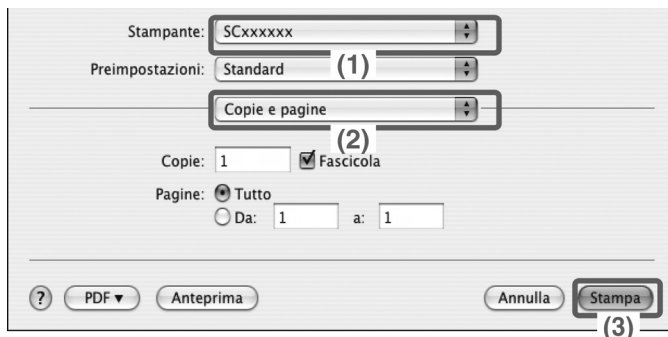 Stampante: SCxxxxxx
(1)
Preimpostazioni: Standard
Copie e pagine
(2)
Copie: 1 Fascicola
Pagine: Tutto
Da: 1 a: 1
? PDF ▼ Anteprima Annulla Stampa
(3)